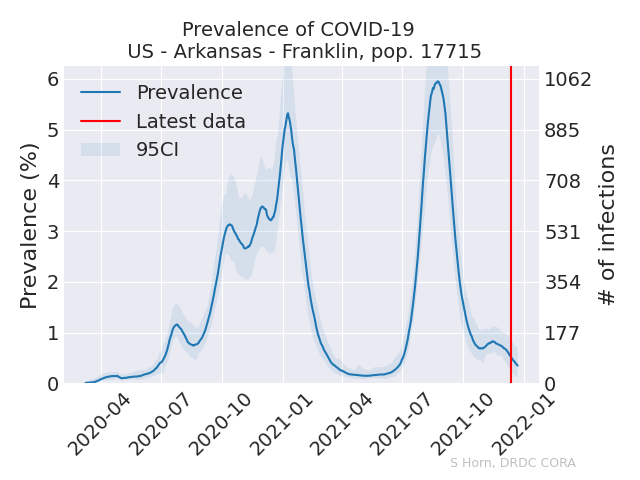 Prevalence of COVID-19
US - Arkansas - Franklin, pop. 17715
Prevalence
Latest data
95CI
Prevalence (%)
6
5
4
3
2
1
0
1062
885
708
531
354
177
0
# of infections
2020-04
2020-07
2020-10
2021-01
2021-04
2021-07
2021-10
2022-01
S Horn, DRDC CORA